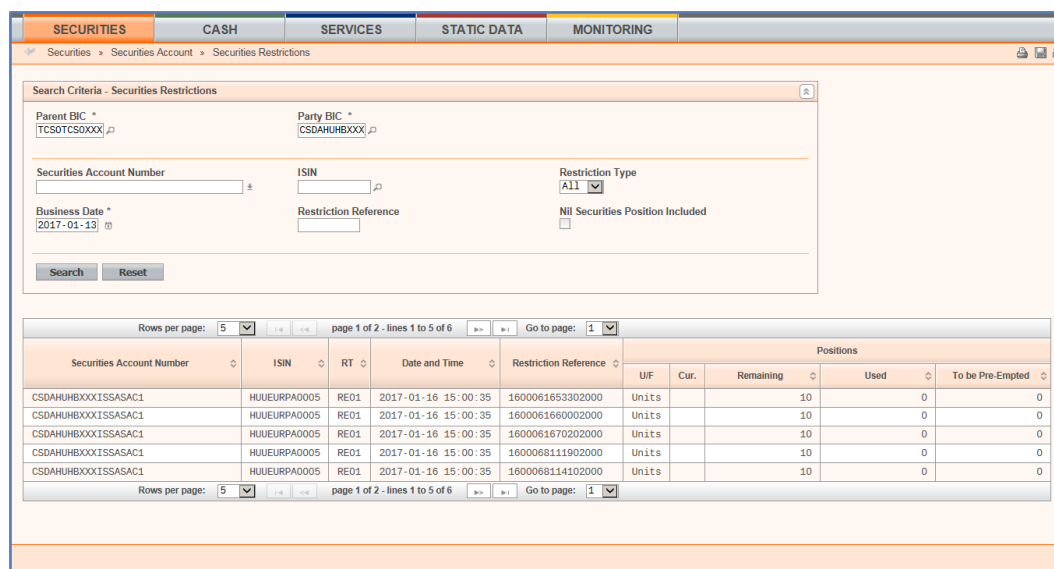 SECURITIES CASH SERVICES STATIC DATA MONITORING
Securities » Securities Account » Securities Restrictions
Search Criteria - Securities Restrictions
Parent BIC * Party BIC *
TCSOTCSOXXX CSDAHUHBXXX
Securities Account Number ISIN Restriction Type
All
Business Date * Restriction Reference Nil Securities Position Included
2017-01-13
Search Reset
Rows per page: 5 page 1 of 2 - lines 1 to 5 of 6 Go to page: 1
Securities Account Number ISIN RT Date and Time Restriction Reference Positions
U/F Cur. Remaining Used To be Pre-Empted
CSDAHUHBXXXISSASAC1 HUUEURPA0005 RE01 2017-01-16 15:00:35 1600061653302000 Units 10 0 0
CSDAHUHBXXXISSASAC1 HUUEURPA0005 RE01 2017-01-16 15:00:35 1600061660002000 Units 10 0 0
CSDAHUHBXXXISSASAC1 HUUEURPA0005 RE01 2017-01-16 15:00:35 1600061670202000 Units 10 0 0
CSDAHUHBXXXISSASAC1 HUUEURPA0005 RE01 2017-01-16 15:00:35 1600068111902000 Units 10 0 0
CSDAHUHBXXXISSASAC1 HUUEURPA0005 RE01 2017-01-16 15:00:35 1600068114102000 Units 10 0 0
Rows per page: 5 page 1 of 2 - lines 1 to 5 of 6 Go to page: 1